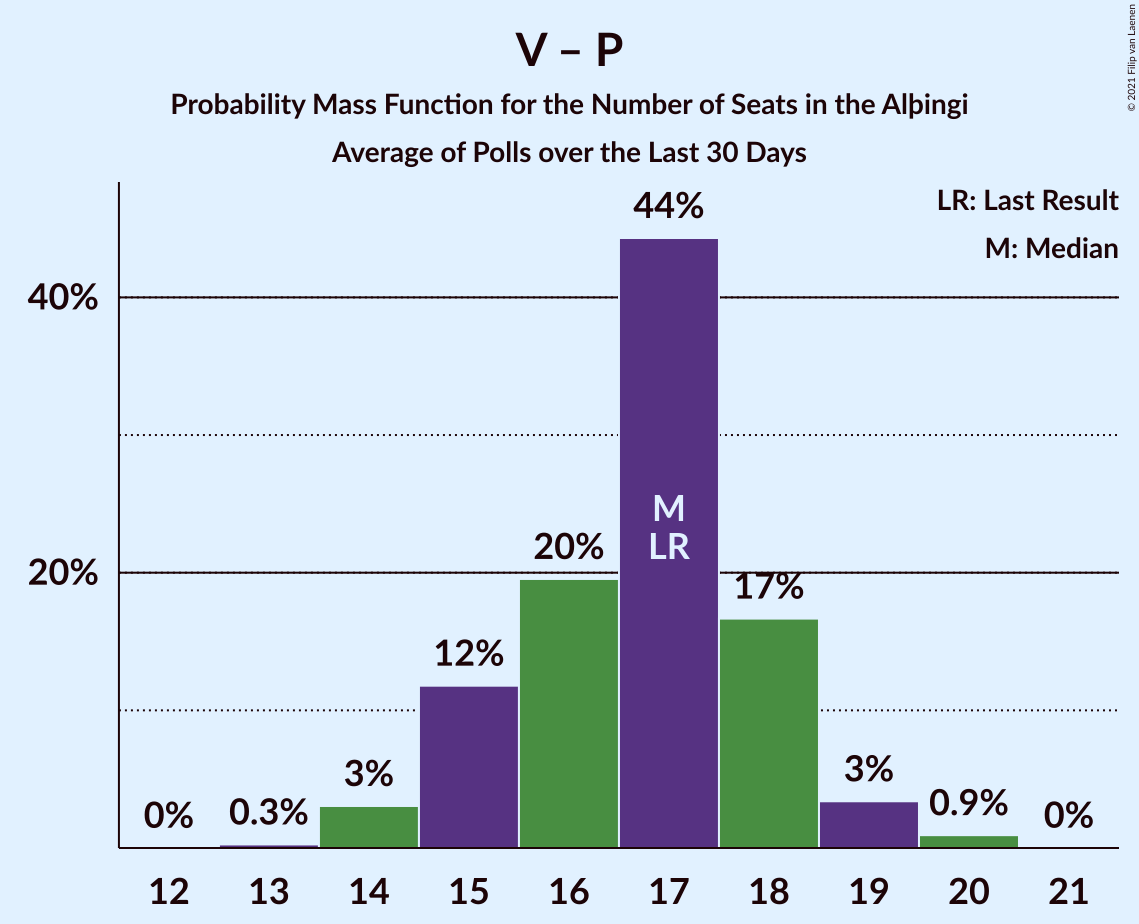 V – P
Probability Mass Function for the Number of Seats in the Alþingi
Average of Polls over the Last 30 Days
© 2021 Filip van Laenen
LR: Last Result
M: Median
40%
20%
0%
0.3%
3%
12%
20%
44%
M
LR
17%
3%
0.9%
0%
12 13 14 15 16 17 18 19 20 21